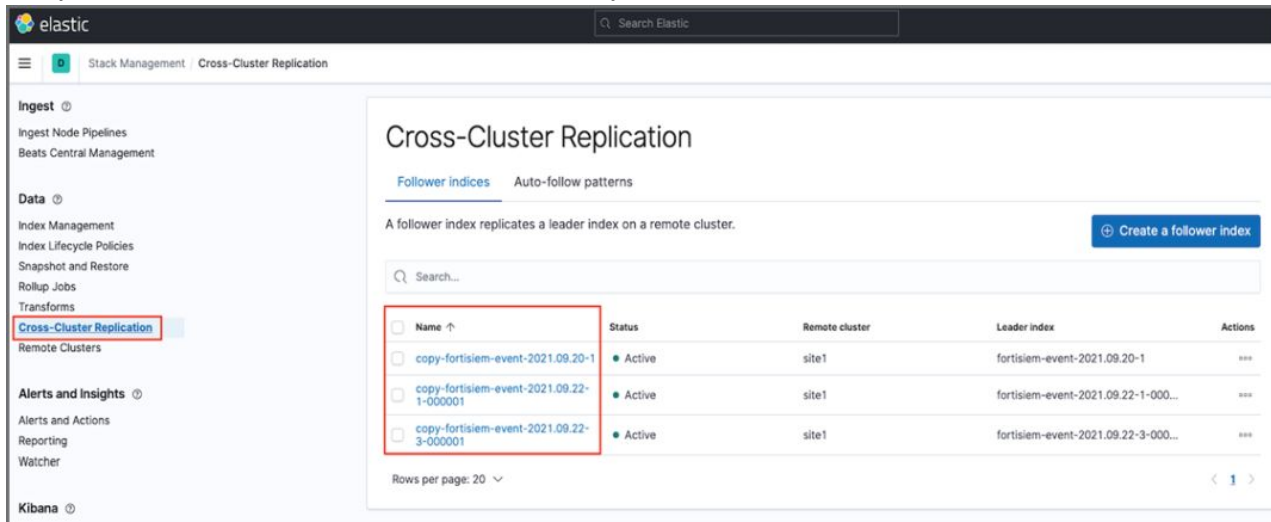 elastic
Search Elastic
D
Stack Management / Cross-Cluster Replication
Ingest
Ingest Node Pipelines
Beats Central Management
Data
Index Management
Index Lifecycle Policies
Snapshot and Restore
Rollup Jobs
Transforms
Cross-Cluster Replication
Remote Clusters
Alerts and Insights
Alerts and Actions
Reporting
Watcher
Kibana
Cross-Cluster Replication
Follower indices Auto-follow patterns
A follower index replicates a leader index on a remote cluster.
Create a follower index
Search...
Name Status Remote cluster Leader index Actions
copy-fortisiem-event-2021.09.20-1 Active site1 fortisiem-event-2021.09.20-1
copy-fortisiem-event-2021.09.22-
1-000001 Active site1 fortisiem-event-2021.09.22-1-000...
copy-fortisiem-event-2021.09.22-
3-000001 Active site1 fortisiem-event-2021.09.22-3-000...
Rows per page: 20 < 1 >